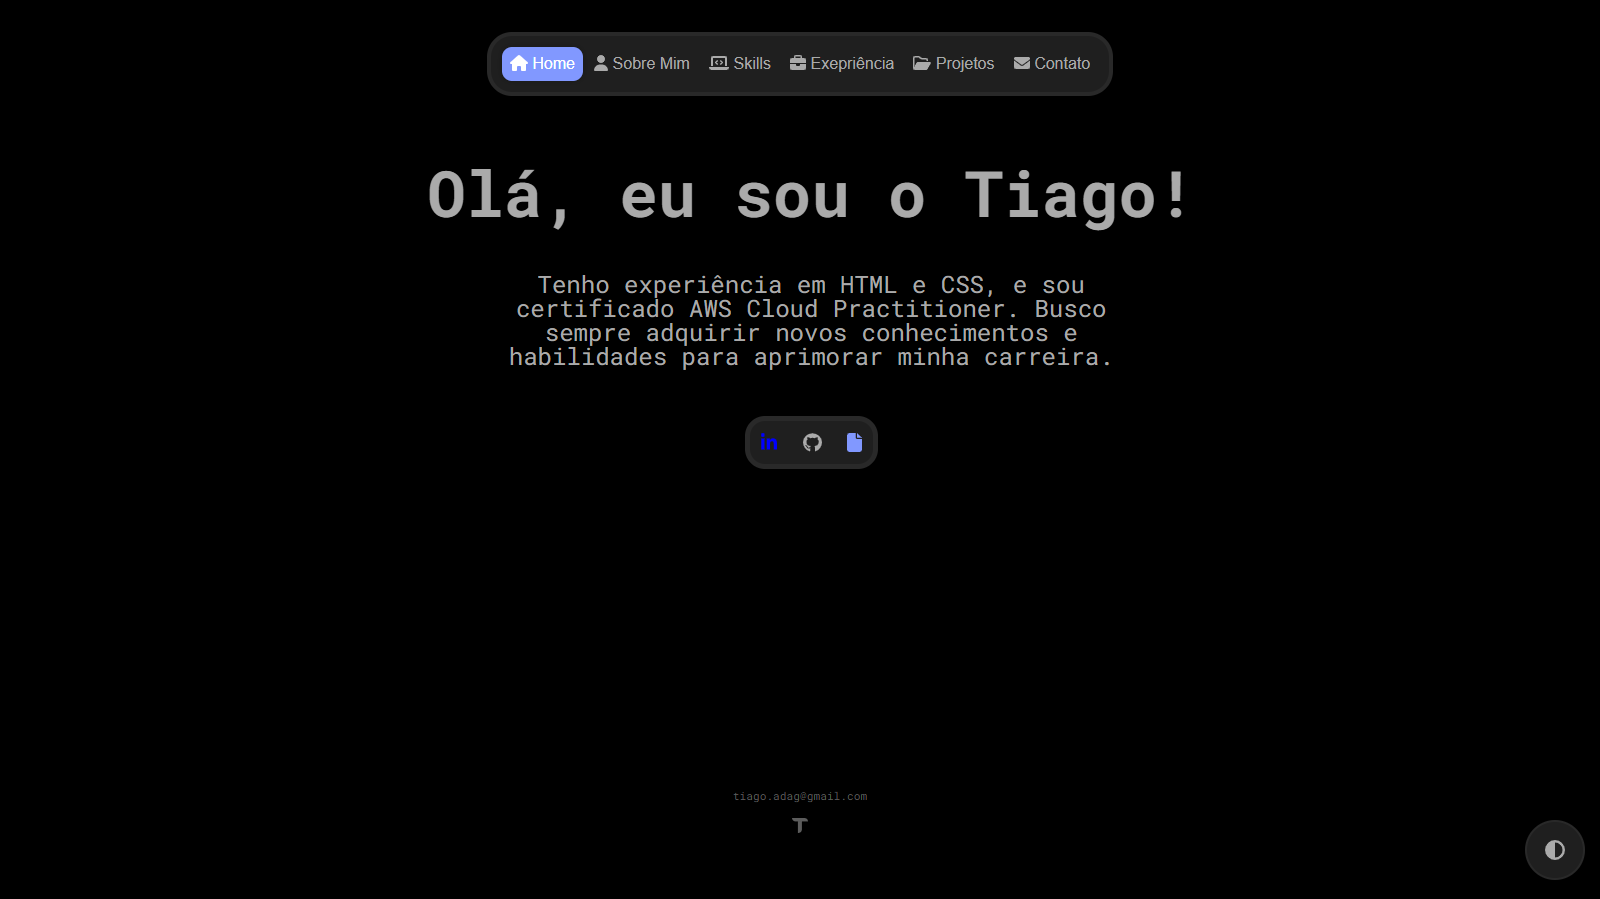 Home Sobre Mim Skills Exepriência Projetos Contato
Olá, eu sou o Tiago!
Tenho experiência em HTML e CSS, e sou
certificado AWS Cloud Practitioner. Busco
sempre adquirir novos conhecimentos e
habilidades para aprimorar minha carreira.
in
tiago.adag@gmail.com
T